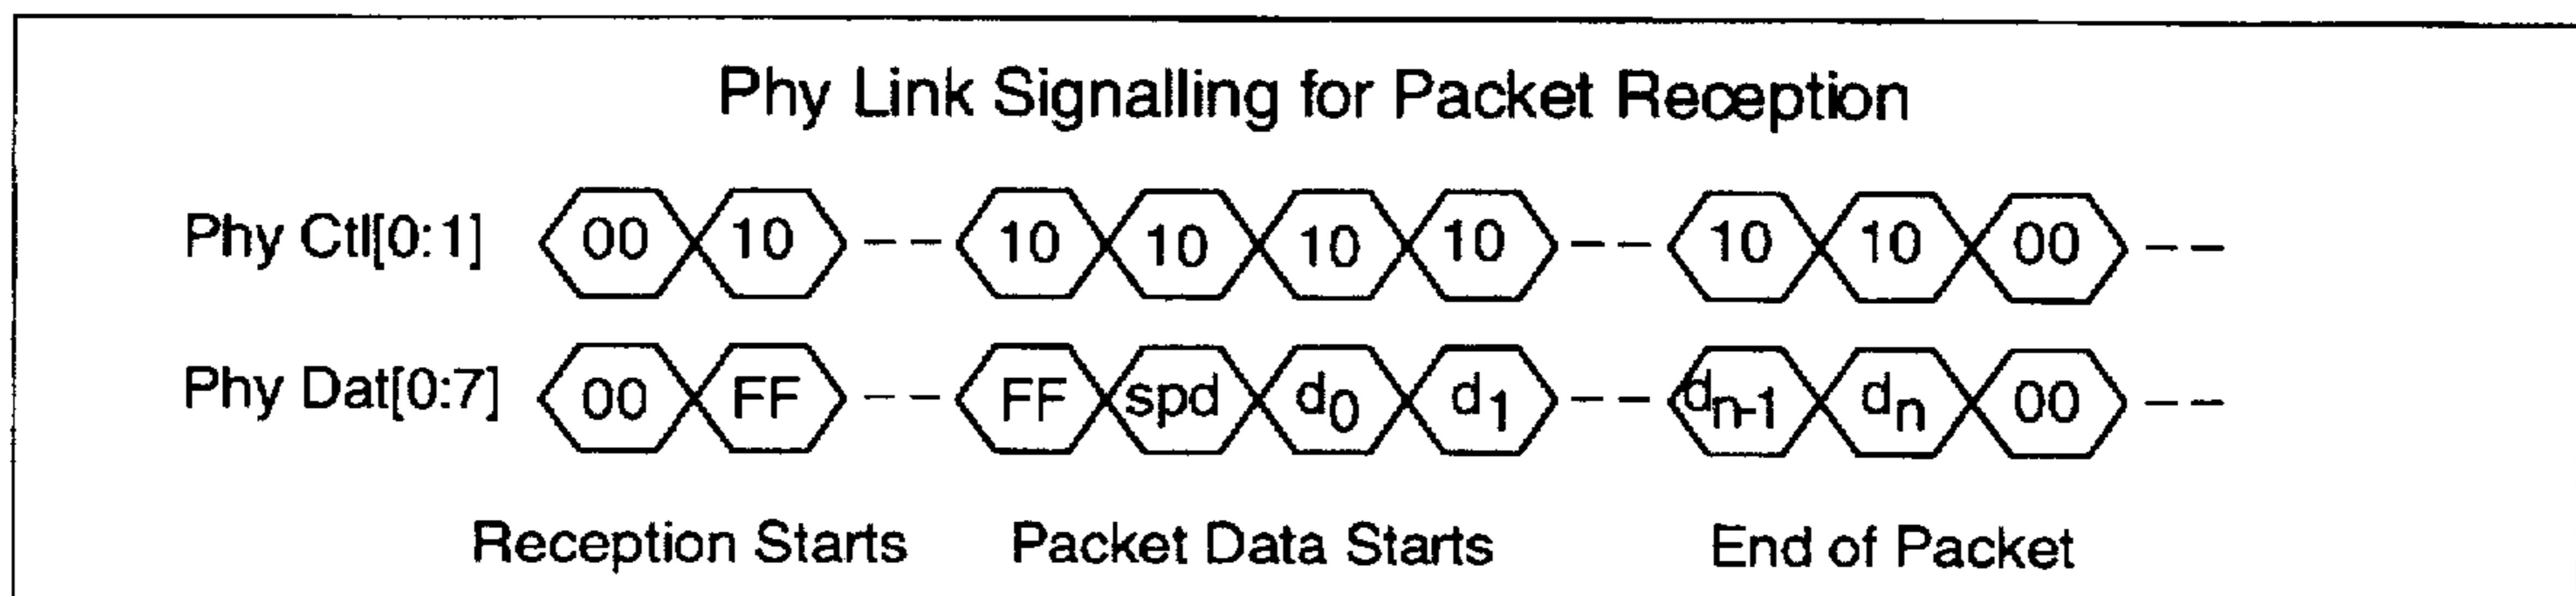 Phy Link Signalling for Packet Reception
Phy Ctl[0:1] 00 10 -- 10 10 10 10 -- 10 10 00 --
Phy Dat[0:7] 00 FF -- FF spd d0 d1 -- dn-1 dn 00 --
Reception Starts Packet Data Starts End of Packet